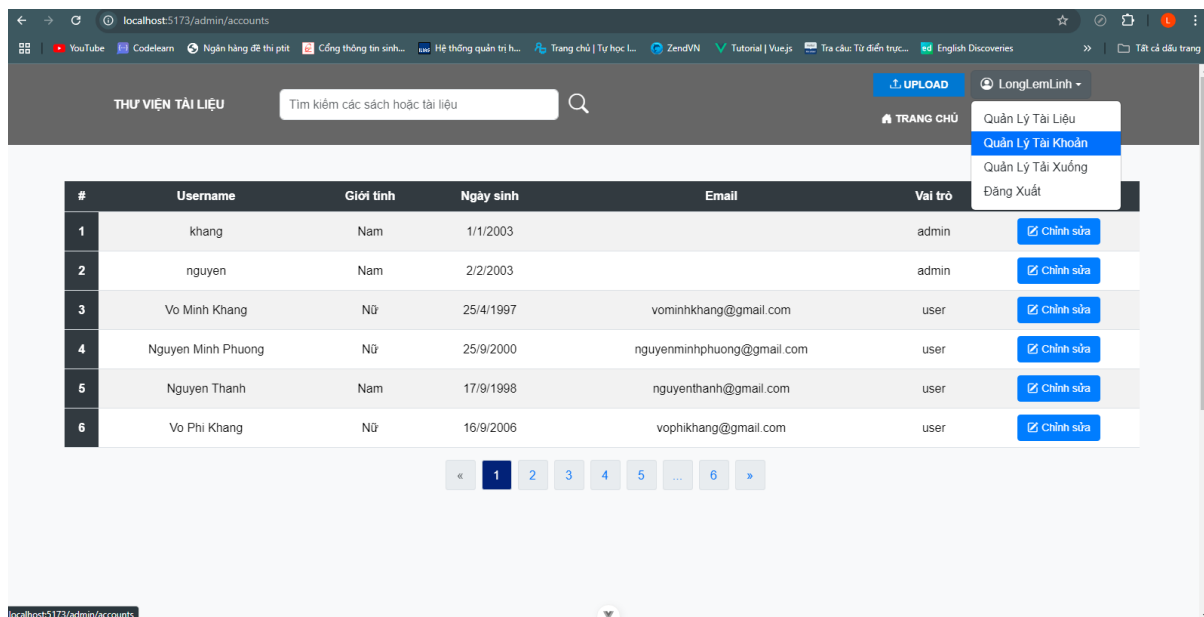 localhost:5173/admin/accounts
YouTube Codelearn Ngân hàng đề thi ptit Cổng thông tin sinh... Hệ thống quản trị h... Trang chủ | Tự học l... ZendVN Tutorial | Vue.js Tra câu: Từ điển trực... ed English Discoveries » Tất cả dấu trang
THƯ VIỆN TÀI LIỆU
Tìm kiếm các sách hoặc tài liệu
UPLOAD
LongLemLinh
TRANG CHỦ
Quản Lý Tài Liệu
Quản Lý Tài Khoản
Quản Lý Tải Xuống
Đăng Xuất
# Username Giới tính Ngày sinh Email Vai trò
1 khang Nam 1/1/2003 admin Chỉnh sửa
2 nguyen Nam 2/2/2003 admin Chỉnh sửa
3 Vo Minh Khang Nữ 25/4/1997 vominhkhang@gmail.com user Chỉnh sửa
4 Nguyen Minh Phuong Nữ 25/9/2000 nguyenminhphuong@gmail.com user Chỉnh sửa
5 Nguyen Thanh Nam 17/9/1998 nguyenthanh@gmail.com user Chỉnh sửa
6 Vo Phi Khang Nữ 16/9/2006 vophikhang@gmail.com user Chỉnh sửa
« 1 2 3 4 5 ... 6 »
localhost:5173/admin/accounts